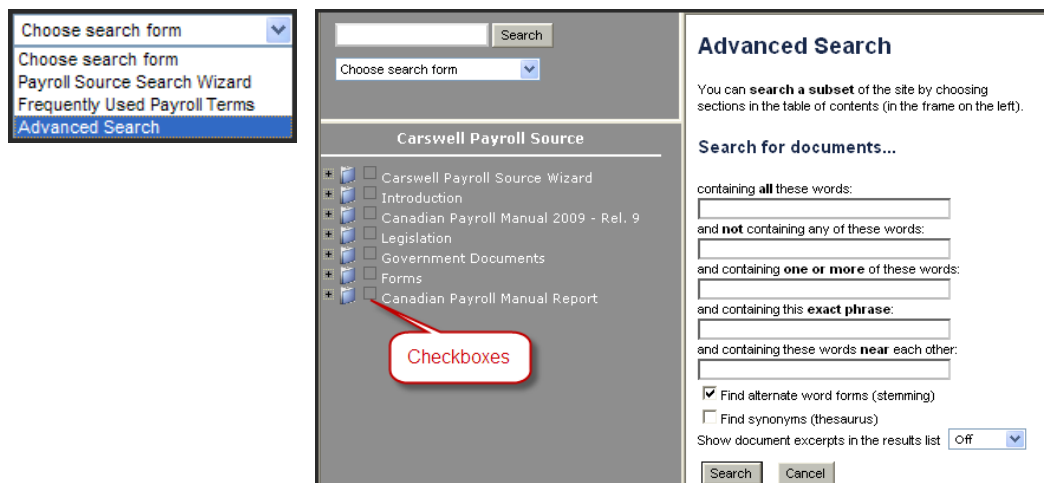 Choose search form
Choose search form
Payroll Source Search Wizard
Frequently Used Payroll Terms
Advanced Search
Search
Choose search form
Carswell Payroll Source
Carswell Payroll Source Wizard
Introduction
Canadian Payroll Manual 2009 - Rel. 9
Legislation
Government Documents
Forms
Canadian Payroll Manual Report
Checkboxes
Advanced Search
You can search a subset of the site by choosing
sections in the table of contents (in the frame on the left).
Search for documents...
containing all these words:
and not containing any of these words:
and containing one or more of these words:
and containing this exact phrase:
and containing these words near each other:
Find alternate word forms (stemming)
Find synonyms (thesaurus)
Show document excerpts in the results list Off
Search Cancel